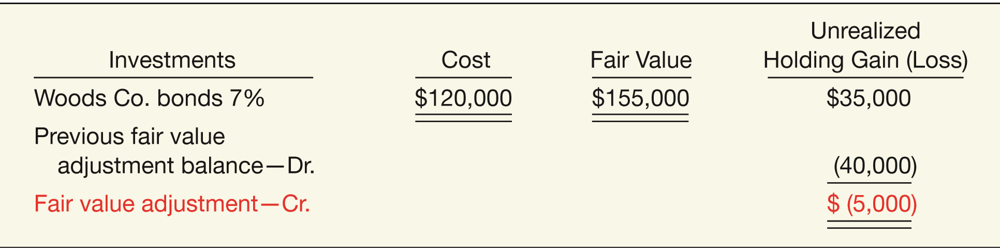 Unrealized
Investments Cost Fair Value Holding Gain (Loss)
Woods Co. bonds 7% $120,000 $155,000 $35,000
Previous fair value
adjustment balance—Dr. (40,000)
Fair value adjustment—Cr. $ (5,000)